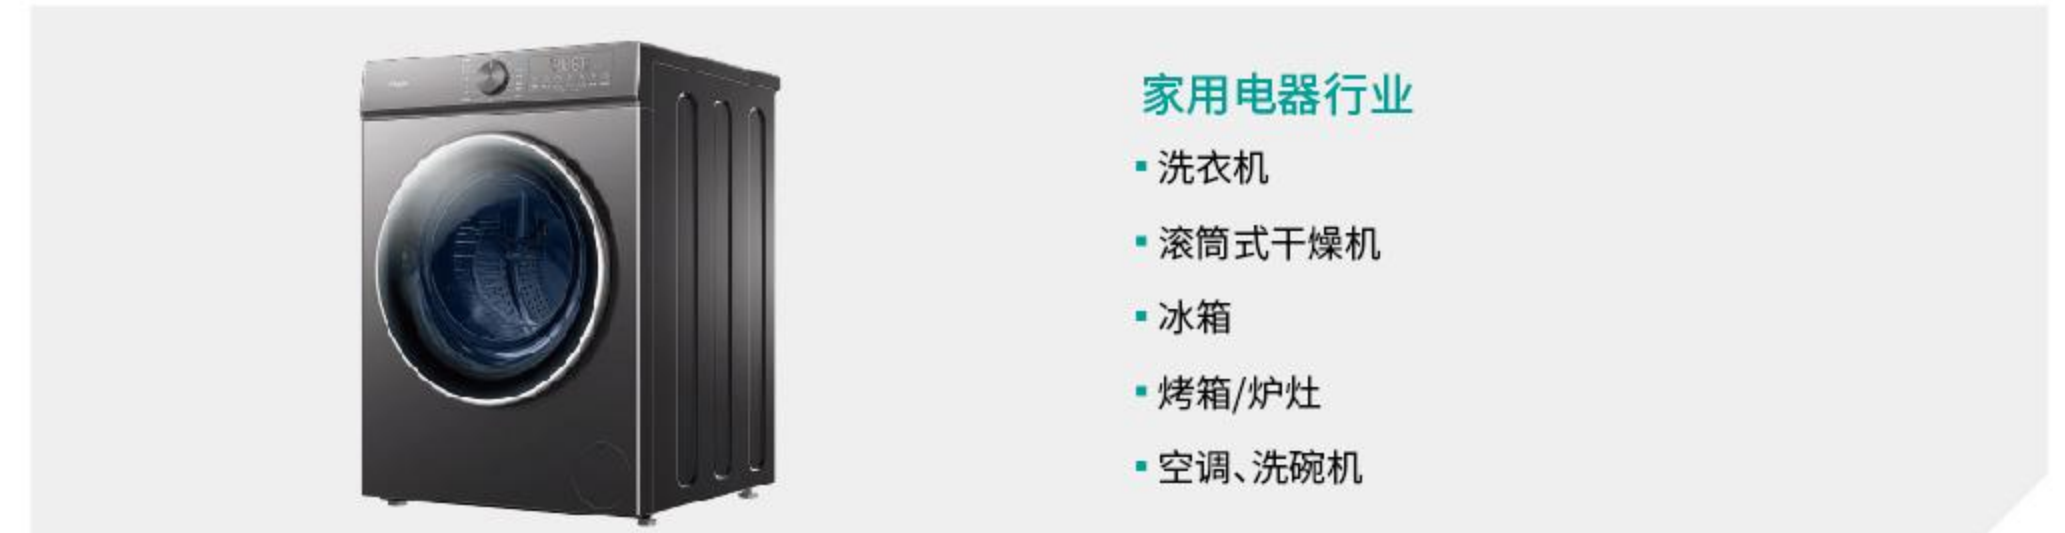 家用电器行业
▪ 洗衣机
▪ 滚筒式干燥机
▪ 冰箱
▪ 烤箱/炉灶
▪ 空调、洗碗机